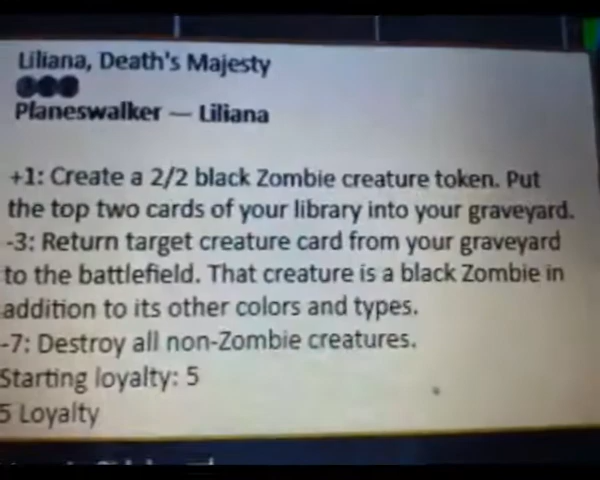 Liliana, Death's Majesty
Planeswalker — Liliana
+1: Create a 2/2 black Zombie creature token. Put
the top two cards of your library into your graveyard.
-3: Return target creature card from your graveyard
to the battlefield. That creature is a black Zombie in
addition to its other colors and types.
-7: Destroy all non-Zombie creatures.
Starting loyalty: 5
5 Loyalty